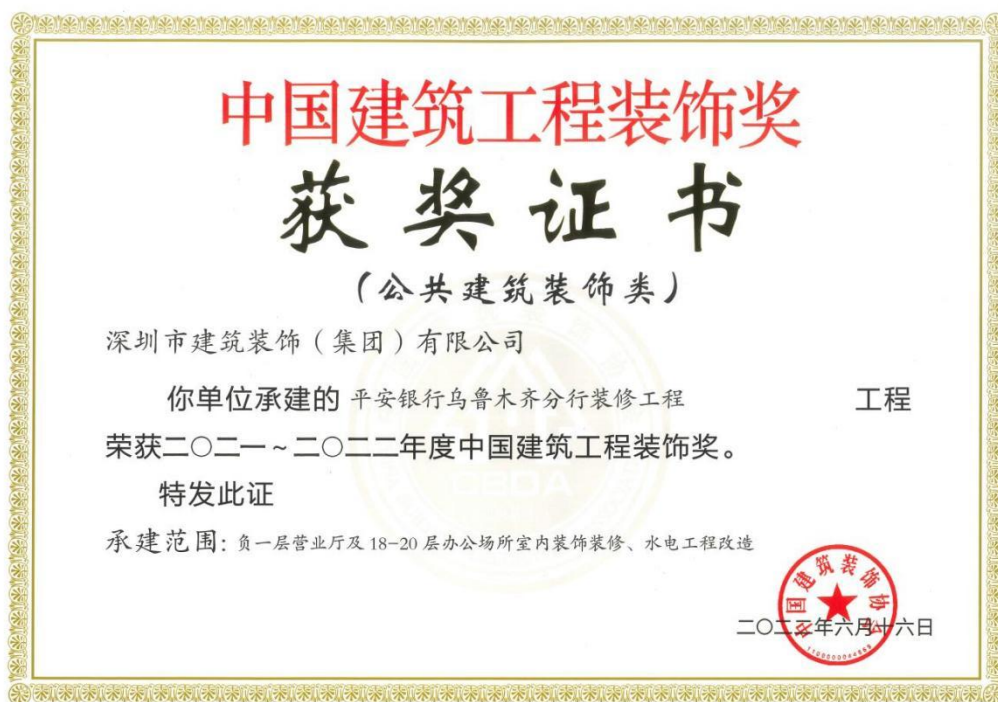 中国建筑工程装饰奖
获奖证书
（公共建筑装饰类）
深圳市建筑装饰（集团）有限公司
你单位承建的 平安银行乌鲁木齐分行装修工程 工程
荣获二〇二一~二〇二二年度中国建筑工程装饰奖。
特发此证
承建范围：负一层营业厅及18-20层办公场所室内装饰装修、水电工程改造
中国建筑装饰协会
二〇二二年六月十六日
CBDA